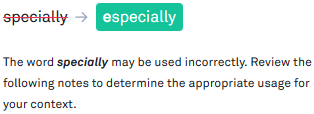 specially → especially
The word specially may be used incorrectly. Review the
following notes to determine the appropriate usage for
your context.